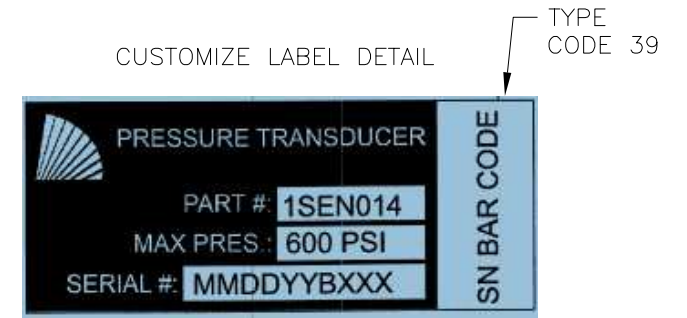 TYPE
CODE 39
CUSTOMIZE LABEL DETAIL
PRESSURE TRANSDUCER
PART #: 1SEN014
MAX PRES.: 600 PSI
SERIAL #: MMDDYYBXXX
SN BAR CODE